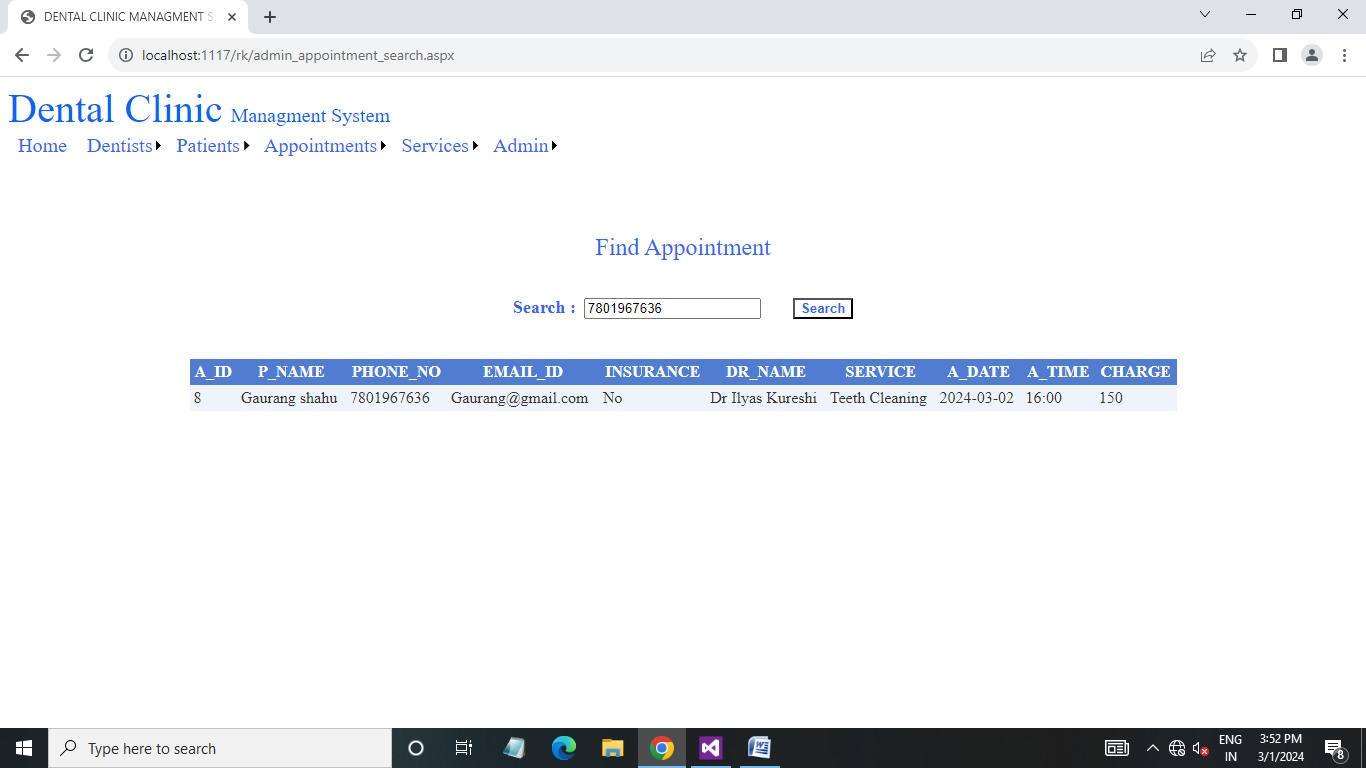 DENTAL CLINIC MANAGMENT S
localhost:1117/rk/admin_appointment_search.aspx
Dental Clinic Managment System
Home Dentists Patients Appointments Services Admin
Find Appointment
Search : 7801967636 Search
A_ID P_NAME PHONE_NO EMAIL_ID INSURANCE DR_NAME SERVICE A_DATE A_TIME CHARGE
8 Gaurang shahu 7801967636 Gaurang@gmail.com No Dr Ilyas Kureshi Teeth Cleaning 2024-03-02 16:00 150
Type here to search
ENG
IN
3:52 PM
3/1/2024
8